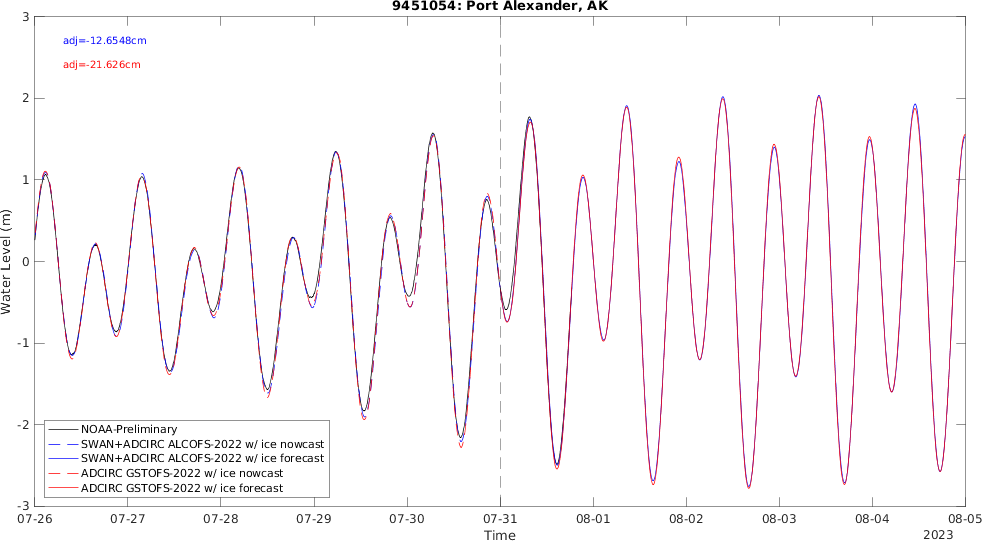 9451054: Port Alexander, AK
adj=-12.6548cm
adj=-21.626cm
3
2
1
0
-1
-2
-3
Water Level (m)
NOAA-Preliminary
SWAN+ADCIRC ALCOFS-2022 w/ ice nowcast
SWAN+ADCIRC ALCOFS-2022 w/ ice forecast
ADCIRC GSTOFS-2022 w/ ice nowcast
ADCIRC GSTOFS-2022 w/ ice forecast
07-26 07-27 07-28 07-29 07-30 07-31 08-01 08-02 08-03 08-04 08-05
Time
2023